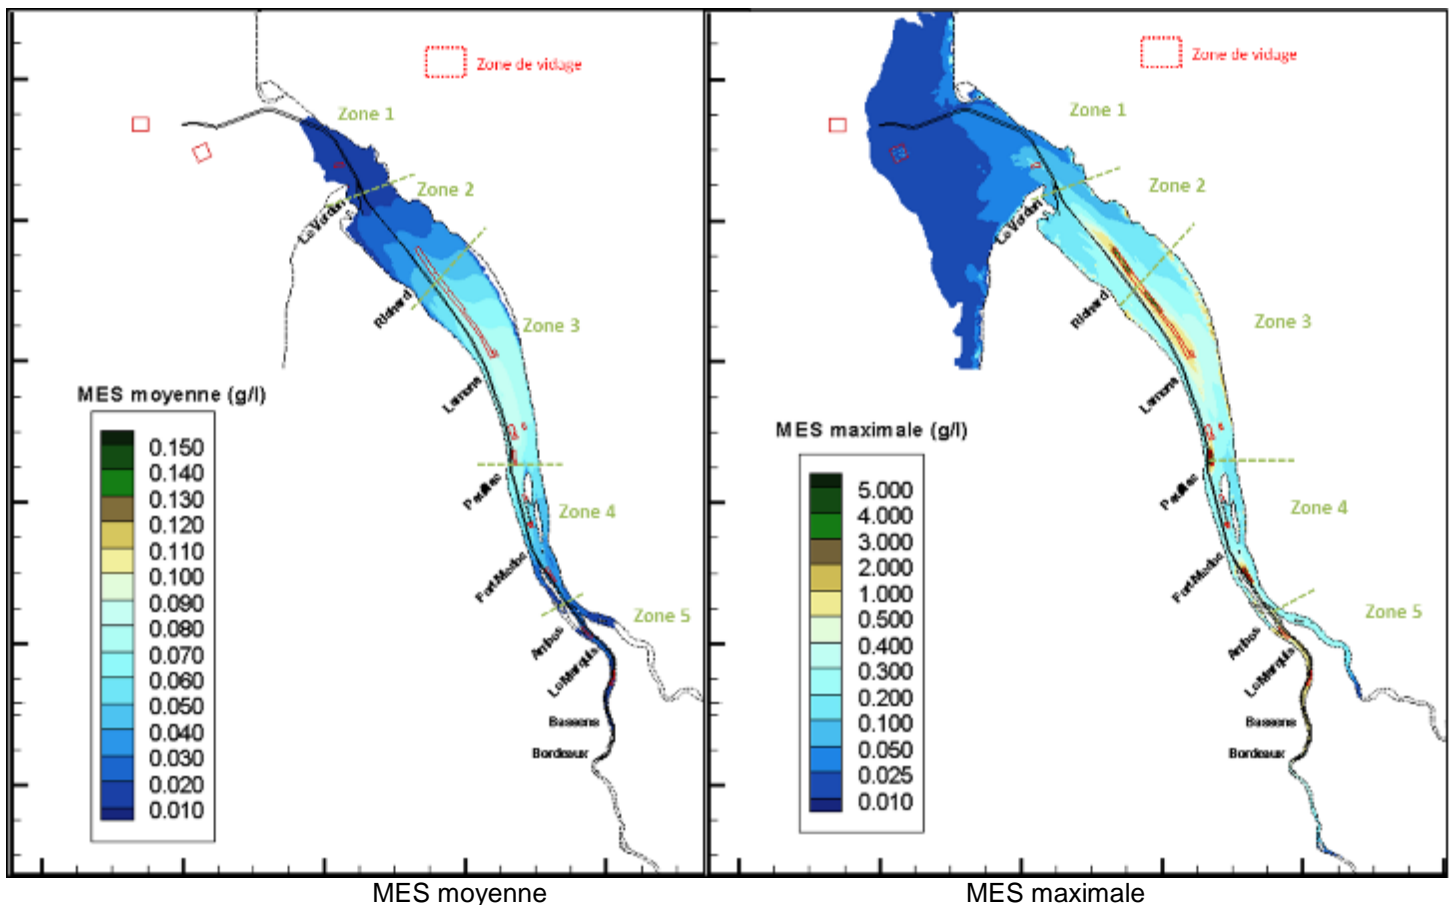 Zone de vidage
Zone 1
Zone 2
Le Verdon
Richard
Zone 3
Lamena
MES moyenne (g/l)
0.150
0.140
0.130
0.120
0.110
0.100
0.090
0.080
0.070
0.060
0.050
0.040
0.030
0.020
0.010
Pauillac
Zone 4
Fort Medoc
Zone 5
Ambes
Le Marquis
Bassens
Bordeaux
MES moyenne
Zone de vidage
Zone 1
Zone 2
Le Verdon
Richard
Zone 3
Lamena
MES maximale (g/l)
5.000
4.000
3.000
2.000
1.000
0.500
0.400
0.300
0.200
0.100
0.050
0.025
0.010
Pauillac
Zone 4
Fort Medoc
Zone 5
Ambes
Le Marquis
Bassens
Bordeaux
MES maximale